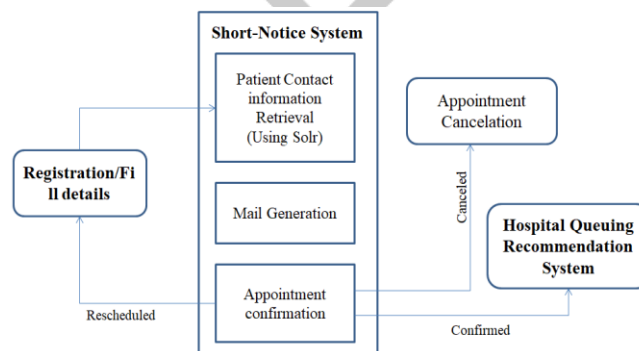 Short-Notice System
Patient Contact
information
Retrieval
(Using Solr)
Appointment
Cancelation
Registration/Fi
ll details
Mail Generation
Canceled
Hospital Queuing
Recommendation
System
Appointment
confirmation
Rescheduled
Confirmed